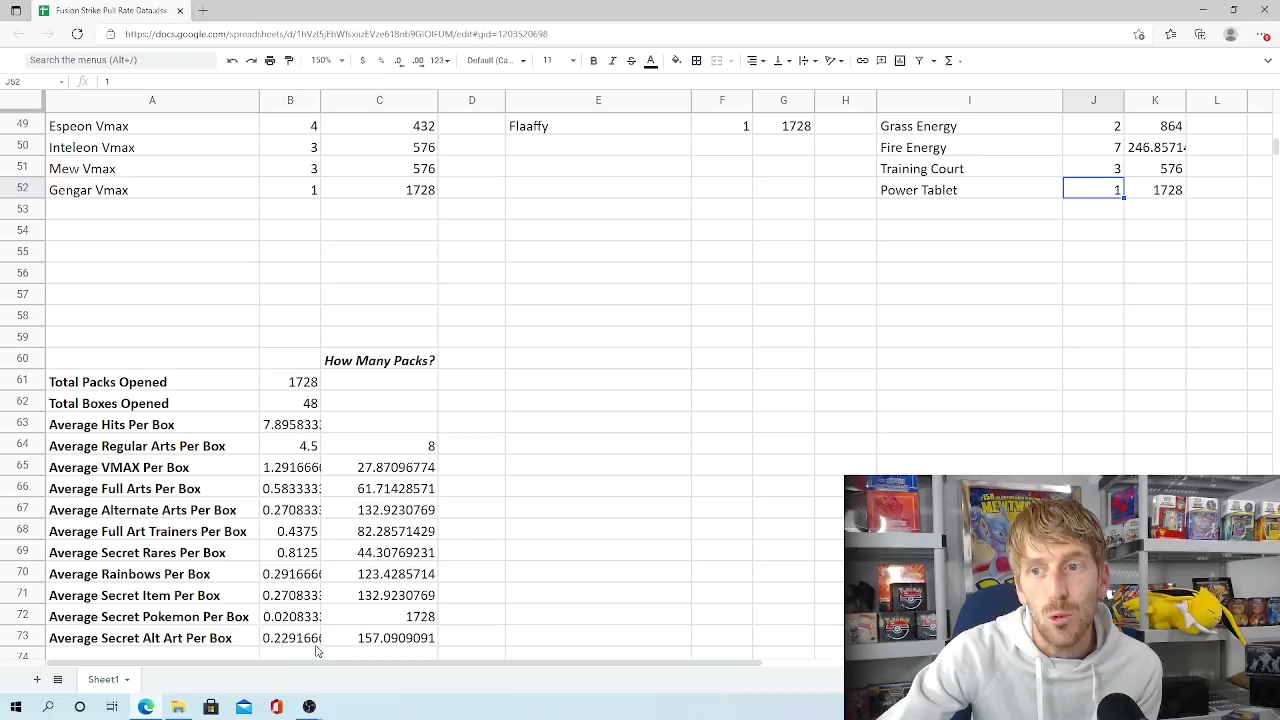 Fusion Strike Pull Rate Data.xlsx
https://docs.google.com/spreadsheets/d/
Search the menus (Alt+/)
150% $ % .0 .00 123 Default (Ca... 11 B I S A
J52 fx 1
A B C D E F G H I J K L
49 Espeon Vmax 4 432 Flaaffy 1 1728 Grass Energy 2 864
50 Inteleon Vmax 3 576 Fire Energy 7 246.85714
51 Mew Vmax 3 576 Training Court 3 576
52 Gengar Vmax 1 1728 Power Tablet 1 1728
53
54
55
56
57
58
59
60 How Many Packs?
61 Total Packs Opened 1728
62 Total Boxes Opened 48
63 Average Hits Per Box 7.895833
64 Average Regular Arts Per Box 4.5 8
65 Average VMAX Per Box 1.291666 27.87096774
66 Average Full Arts Per Box 0.583333 61.71428571
67 Average Alternate Arts Per Box 0.270833 132.9230769
68 Average Full Art Trainers Per Box 0.4375 82.28571429
69 Average Secret Rares Per Box 0.8125 44.30769231
70 Average Rainbows Per Box 0.291666 123.4285714
71 Average Secret Item Per Box 0.270833 132.9230769
72 Average Secret Pokemon Per Box 0.020833 1728
73 Average Secret Alt Art Per Box 0.229166 157.0909091
74
Sheet1